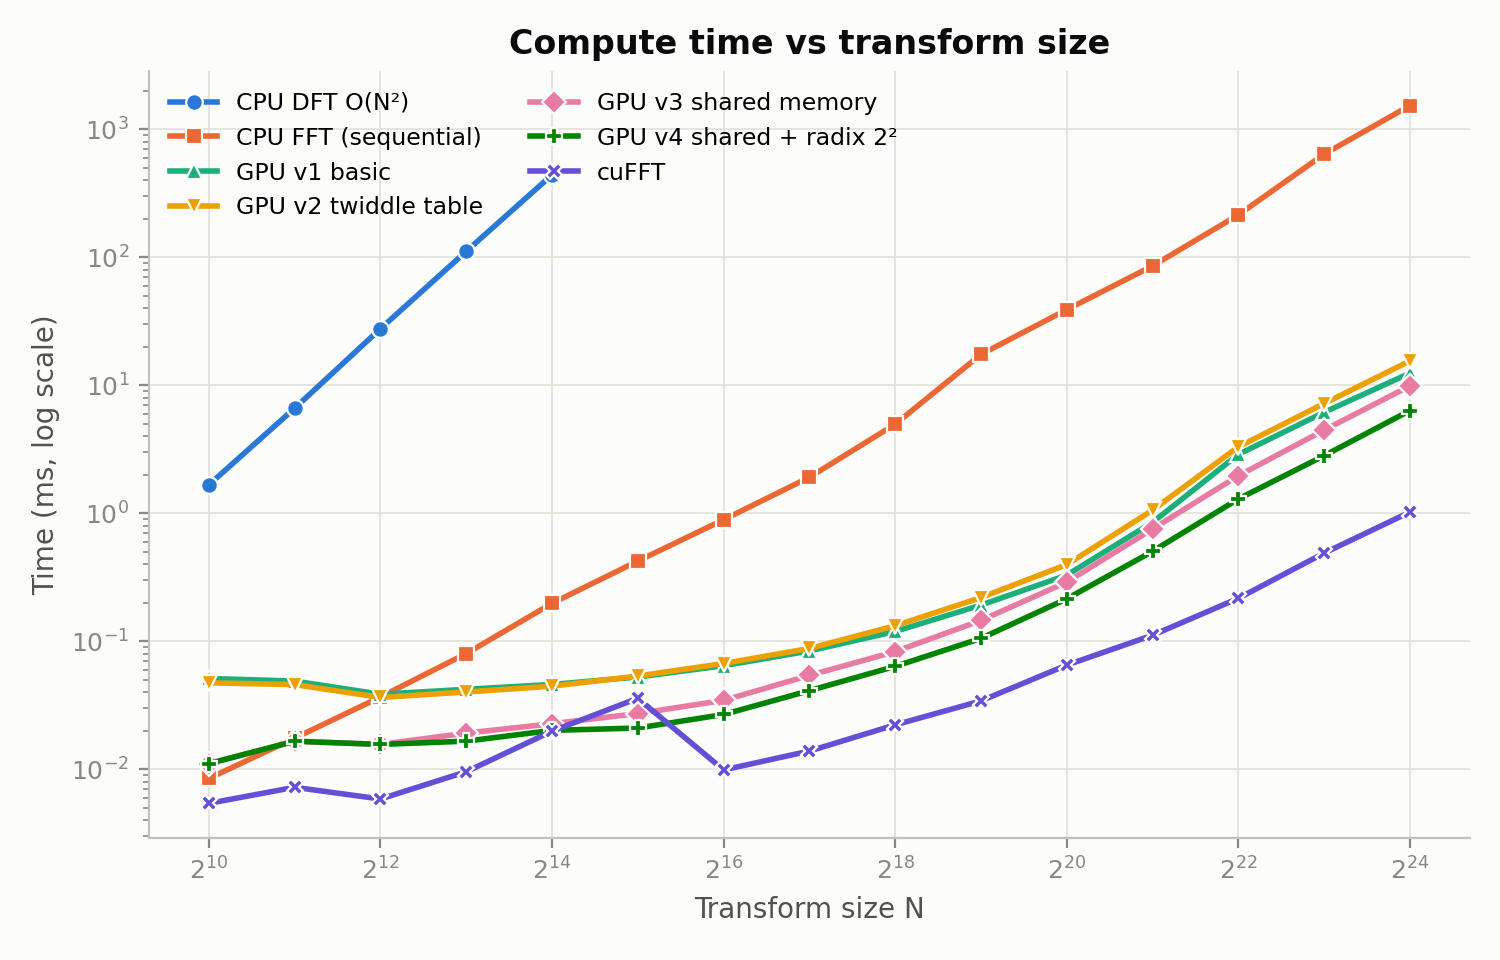 Compute time vs transform size
CPU DFT O(N²)
CPU FFT (sequential)
GPU v1 basic
GPU v2 twiddle table
GPU v3 shared memory
GPU v4 shared + radix 2²
cuFFT
Time (ms, log scale)
10³
10²
10¹
10⁰
10⁻¹
10⁻²
2¹⁰ 2¹² 2¹⁴ 2¹⁶ 2¹⁸ 2²⁰ 2²² 2²⁴
Transform size N